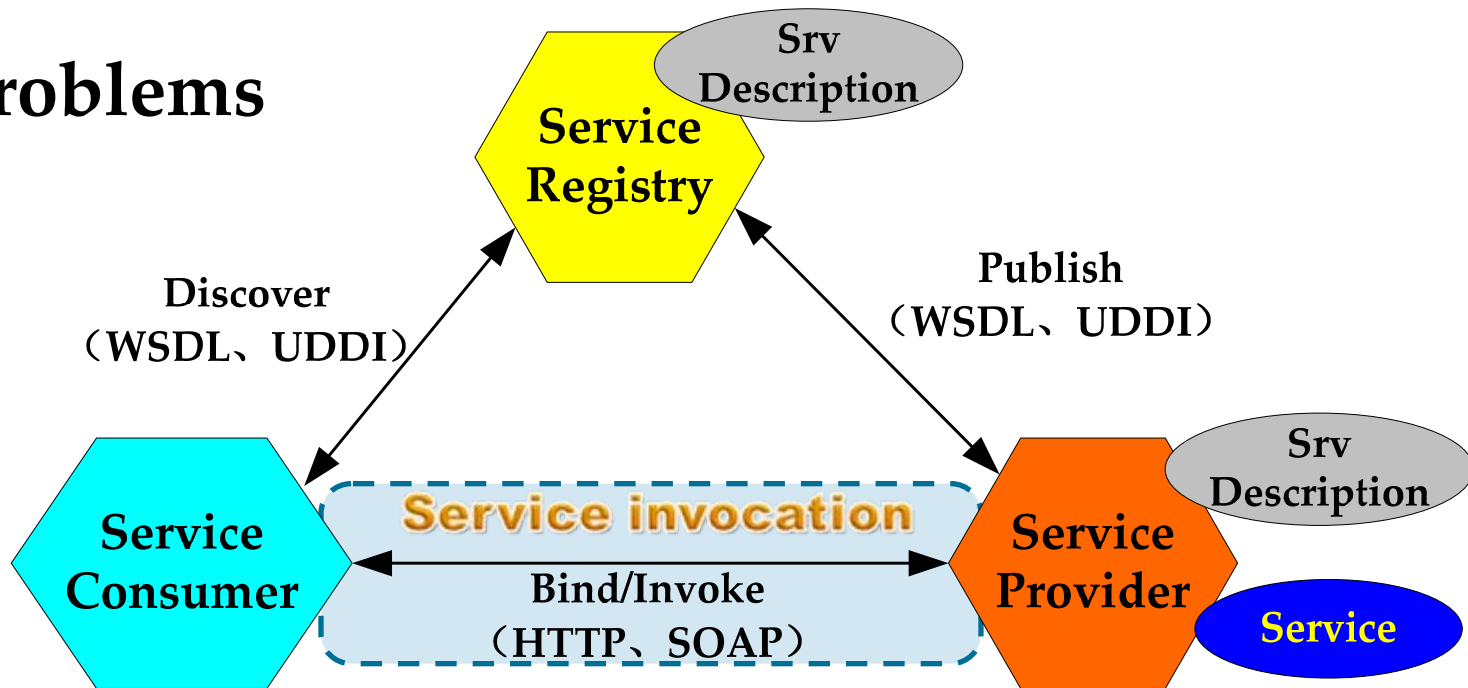 roblems
Srv
Description
Service
Registry
Discover
（WSDL、UDDI）
Publish
（WSDL、UDDI）
Service
Consumer
Service invocation
Bind/Invoke
（HTTP、SOAP）
Service
Provider
Srv
Description
Service